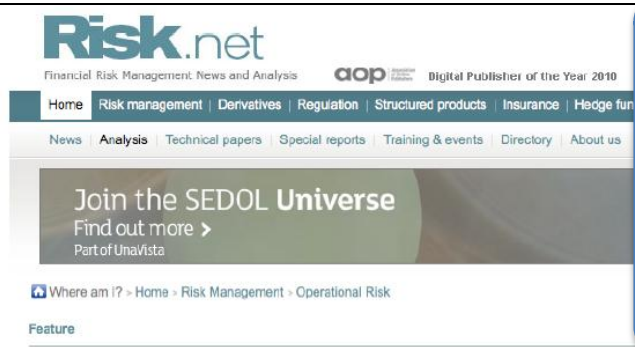 Risk.net
Financial Risk Management News and Analysis
aop Digital Publisher of the Year 2010
Home Risk management | Derivatives | Regulation | Structured products | Insurance | Hedge fun
News | Analysis | Technical papers | Special reports | Training & events | Directory | About us
Join the SEDOL Universe
Find out more >
Part of UnaVista
Where am I? > Home > Risk Management > Operational Risk
Feature